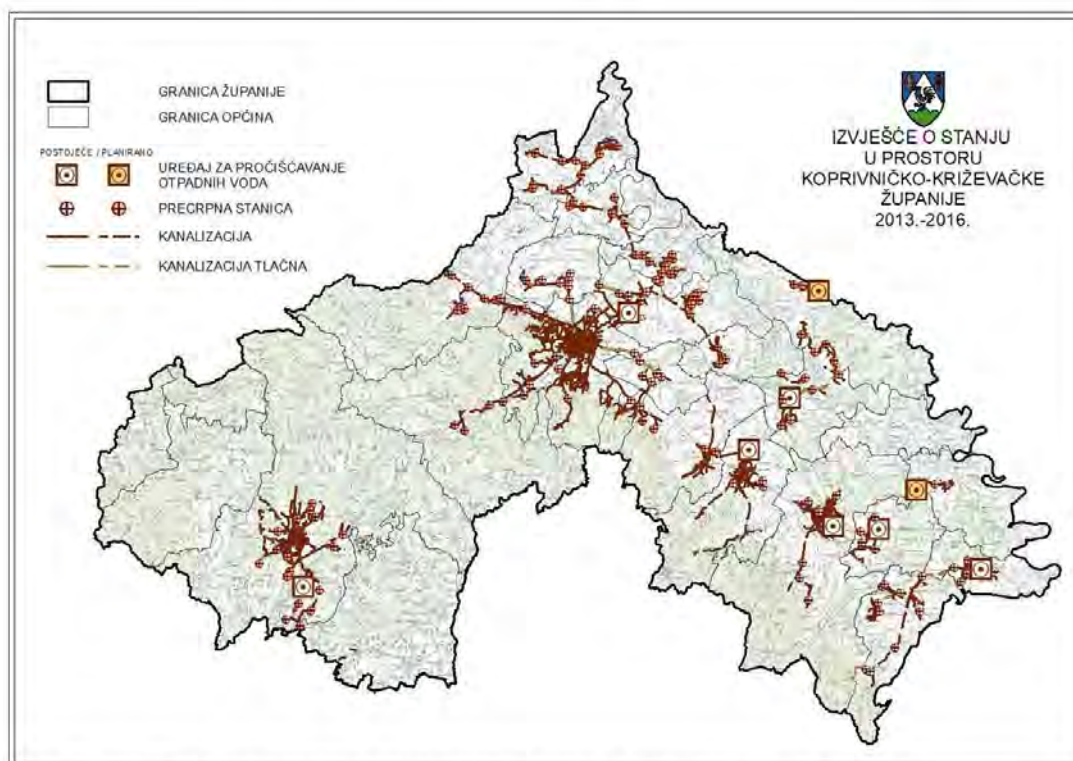 GRANICA ŽUPANIJE
GRANICA OPĆINA
POSTOJEĆE / PLANIRANO
UREĐAJ ZA PROČIŠĆAVANJE
OTPADNIH VODA
PRECRPNA STANICA
KANALIZACIJA
KANALIZACIJA TLAČNA
IZVJEŠĆE O STANJU
U PROSTORU
KOPRIVNIČKO-KRIŽEVAČKE
ŽUPANIJE
2013.-2016.